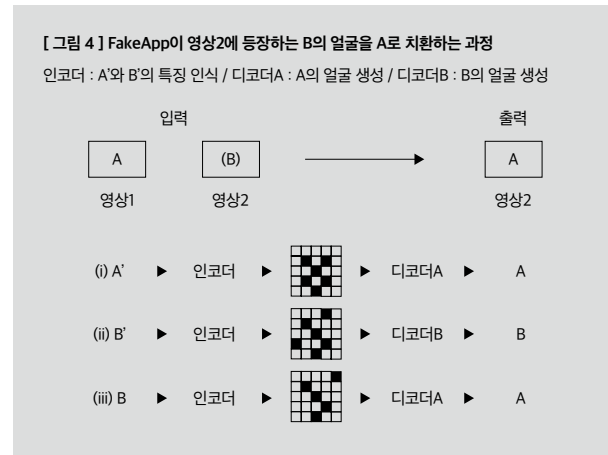 [ 그림 4 ] FakeApp이 영상2에 등장하는 B의 얼굴을 A로 치환하는 과정
인코더 : A'와 B'의 특징 인식 / 디코더A : A의 얼굴 생성 / 디코더B : B의 얼굴 생성
입력 출력
A (B) A
영상1 영상2 영상2
(i) A' ▶ 인코더 ▶ ▶ 디코더A ▶ A
(ii) B' ▶ 인코더 ▶ ▶ 디코더B ▶ B
(iii) B ▶ 인코더 ▶ ▶ 디코더A ▶ A